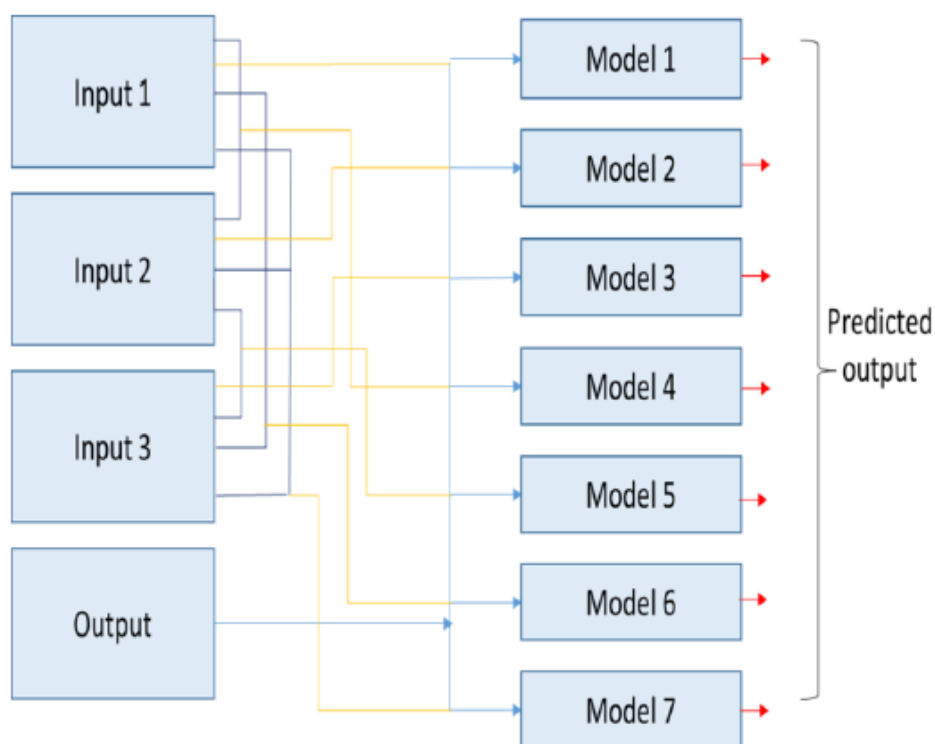 Input 1
Input 2
Input 3
Output
Model 1
Model 2
Model 3
Model 4
Model 5
Model 6
Model 7
Predicted
output